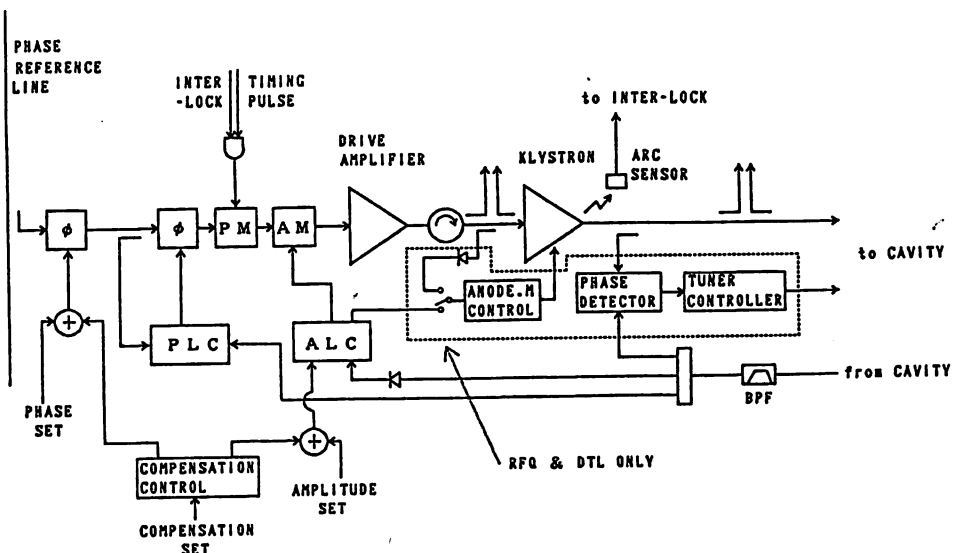 PHASE
REFERENCE
LINE
INTER
-LOCK
TIMING
PULSE
to INTER-LOCK
DRIVE
AMPLIFIER
KLYSTRON
ARC
SENSOR
ϕ
ϕ
PM
AM
to CAVITY
ANODE.M
CONTROL
PHASE
DETECTOR
TUNER
CONTROLLER
PLC
ALC
from CAVITY
BPF
PHASE
SET
RFQ & DTL ONLY
COMPENSATION
CONTROL
AMPLITUDE
SET
COMPENSATION
SET